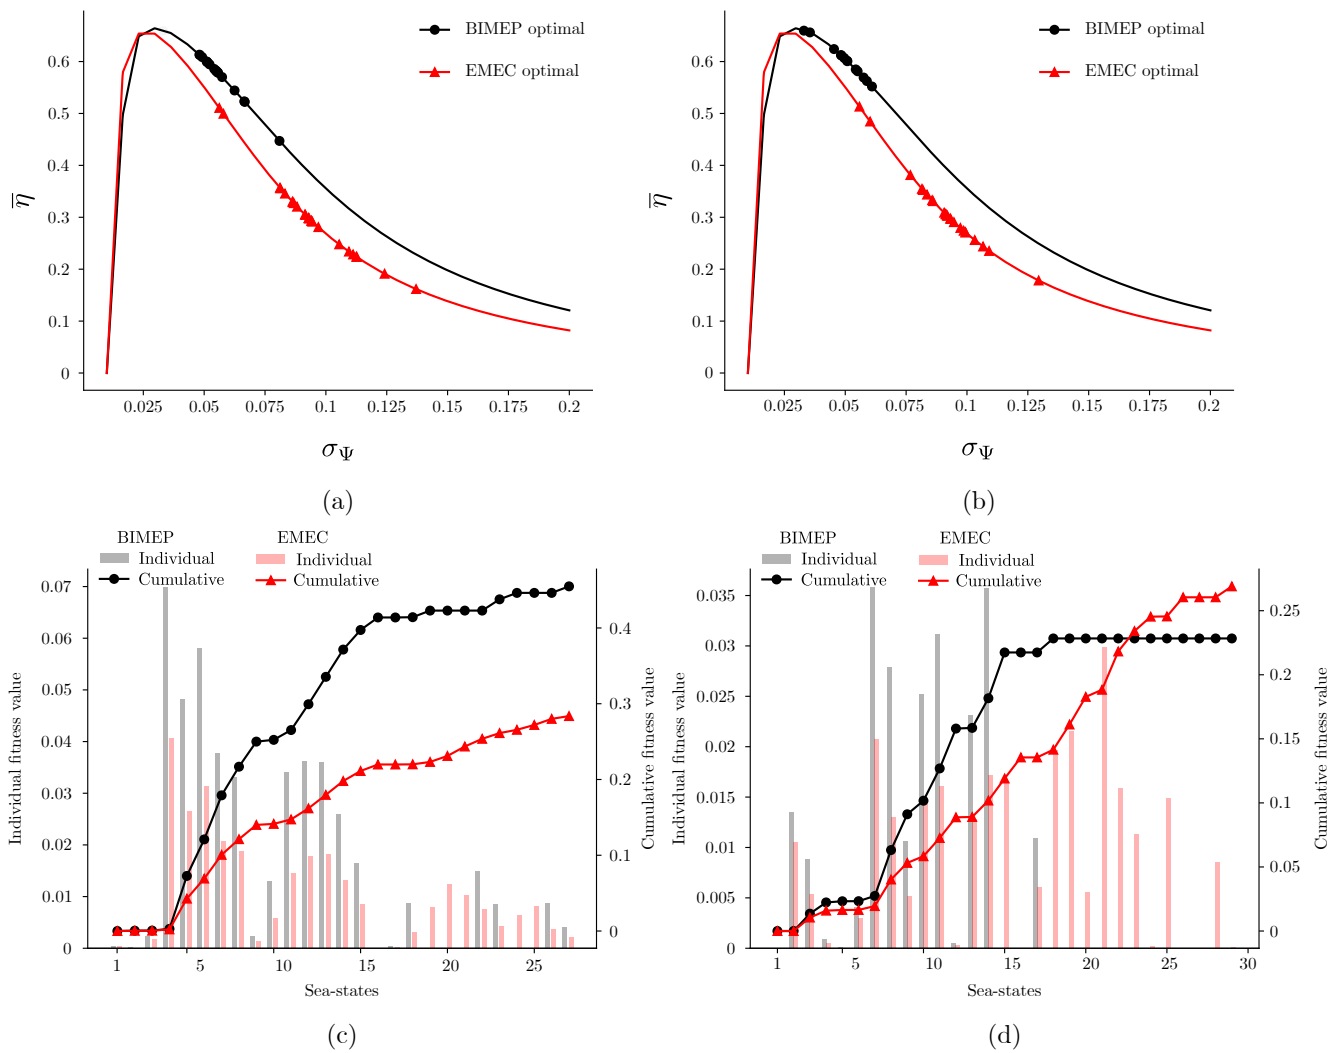 BIMEP optimal
EMEC optimal
0.6
0.5
0.4
0.3
0.2
0.1
0
η̅
0.025 0.05 0.075 0.1 0.125 0.15 0.175 0.2
σΨ
(a)
BIMEP optimal
EMEC optimal
0.6
0.5
0.4
0.3
0.2
0.1
0
η̅
0.025 0.05 0.075 0.1 0.125 0.15 0.175 0.2
σΨ
(b)
BIMEP EMEC
Individual Individual
Cumulative Cumulative
0.07
0.06
0.05
0.04
0.03
0.02
0.01
0
Individual fitness value
0.4
0.3
0.2
0.1
0
Cumulative fitness value
1 5 10 15 20 25
Sea-states
(c)
BIMEP EMEC
Individual Individual
Cumulative Cumulative
0.035
0.03
0.025
0.02
0.015
0.01
0.005
0
Individual fitness value
0.25
0.2
0.15
0.1
0.05
0
Cumulative fitness value
1 5 10 15 20 25 30
Sea-states
(d)